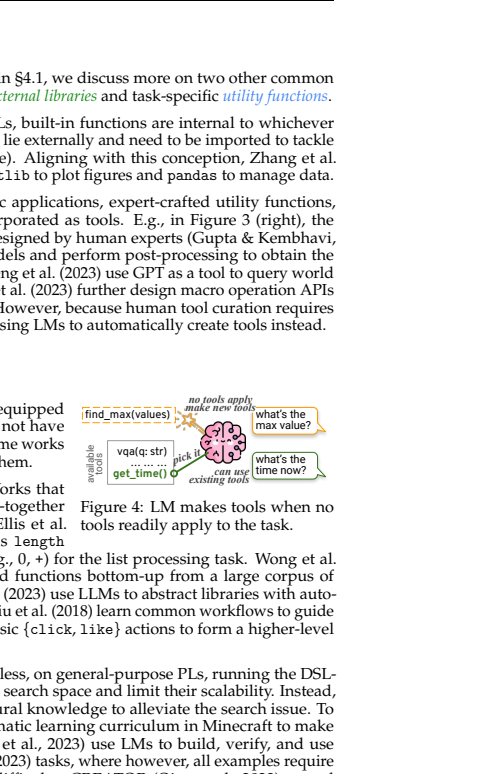 in §4.1, we discuss more on two other common
xternal libraries and task-specific utility functions.
Ls, built-in functions are internal to whichever
lie externally and need to be imported to tackle
e). Aligning with this conception, Zhang et al.
tlib to plot figures and pandas to manage data.
c applications, expert-crafted utility functions,
orporated as tools. E.g., in Figure 3 (right), the
esigned by human experts (Gupta & Kembhavi,
dels and perform post-processing to obtain the
ng et al. (2023) use GPT as a tool to query world
et al. (2023) further design macro operation APIs
However, because human tool curation requires
sing LMs to automatically create tools instead.
equipped
not have
me works
hem.
Works that
-together
Ellis et al.
s length
no tools apply
make new tools
find_max(values)
what's the
max value?
available
tools
vqa(q: str)
... ... ...
get_time()
pick it
can use
existing tools
what's the
time now?
Figure 4: LM makes tools when no
tools readily apply to the task.
g., 0, +) for the list processing task. Wong et al.
d functions bottom-up from a large corpus of
(2023) use LLMs to abstract libraries with auto-
iu et al. (2018) learn common workflows to guide
sic {click, like} actions to form a higher-level
less, on general-purpose PLs, running the DSL-
search space and limit their scalability. Instead,
ural knowledge to alleviate the search issue. To
matic learning curriculum in Minecraft to make
et al., 2023) use LMs to build, verify, and use
2023) tasks, where however, all examples require